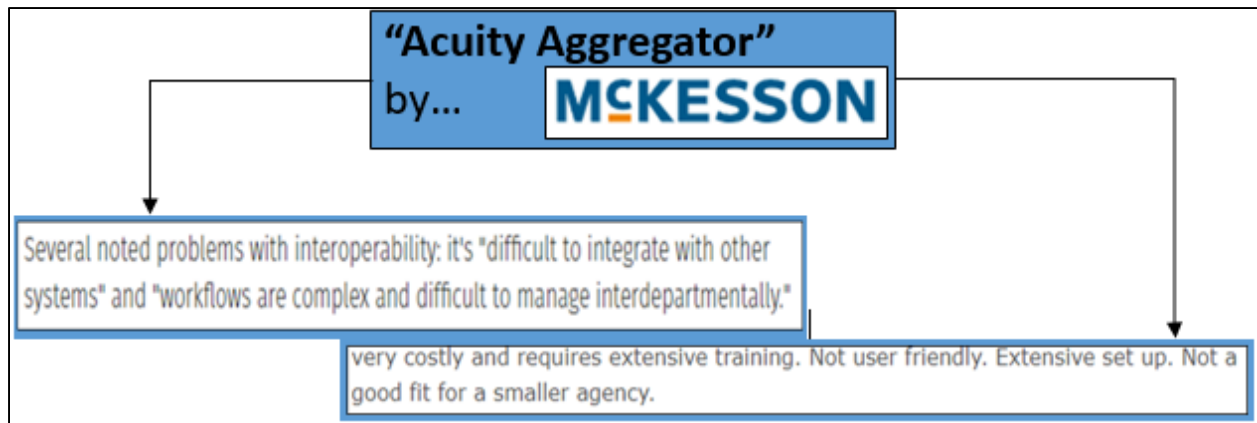 “Acuity Aggregator”
by...
MCKESSON
Several noted problems with interoperability: it's "difficult to integrate with other
systems" and "workflows are complex and difficult to manage interdepartmentally."
very costly and requires extensive training. Not user friendly. Extensive set up. Not a
good fit for a smaller agency.